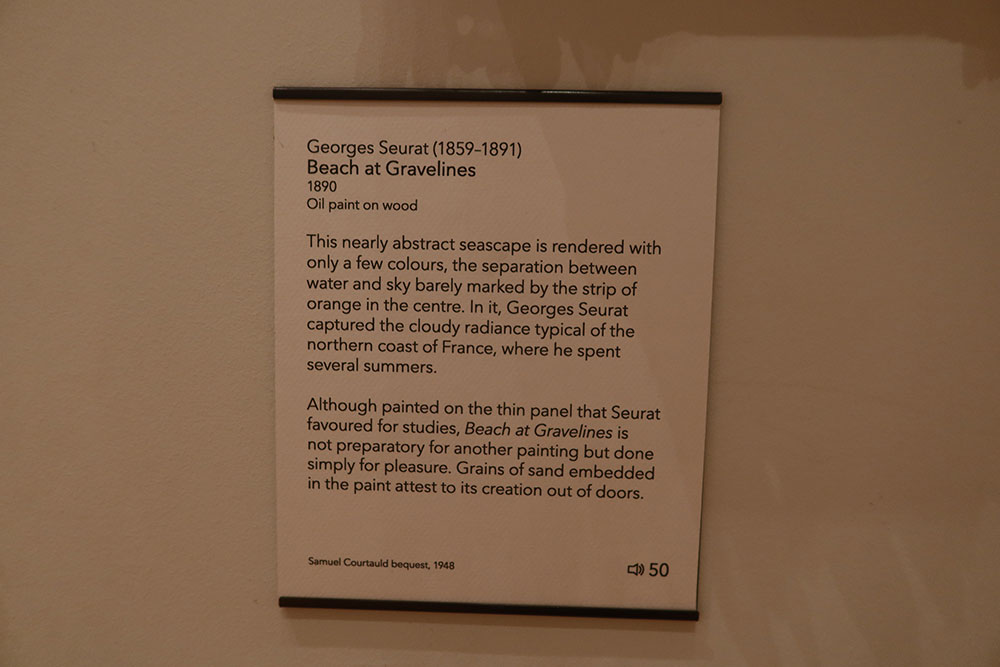 Georges Seurat (1859–1891)
Beach at Gravelines
1890
Oil paint on wood
This nearly abstract seascape is rendered with
only a few colours, the separation between
water and sky barely marked by the strip of
orange in the centre. In it, Georges Seurat
captured the cloudy radiance typical of the
northern coast of France, where he spent
several summers.
Although painted on the thin panel that Seurat
favoured for studies, Beach at Gravelines is
not preparatory for another painting but done
simply for pleasure. Grains of sand embedded
in the paint attest to its creation out of doors.
Samuel Courtauld bequest, 1948
50